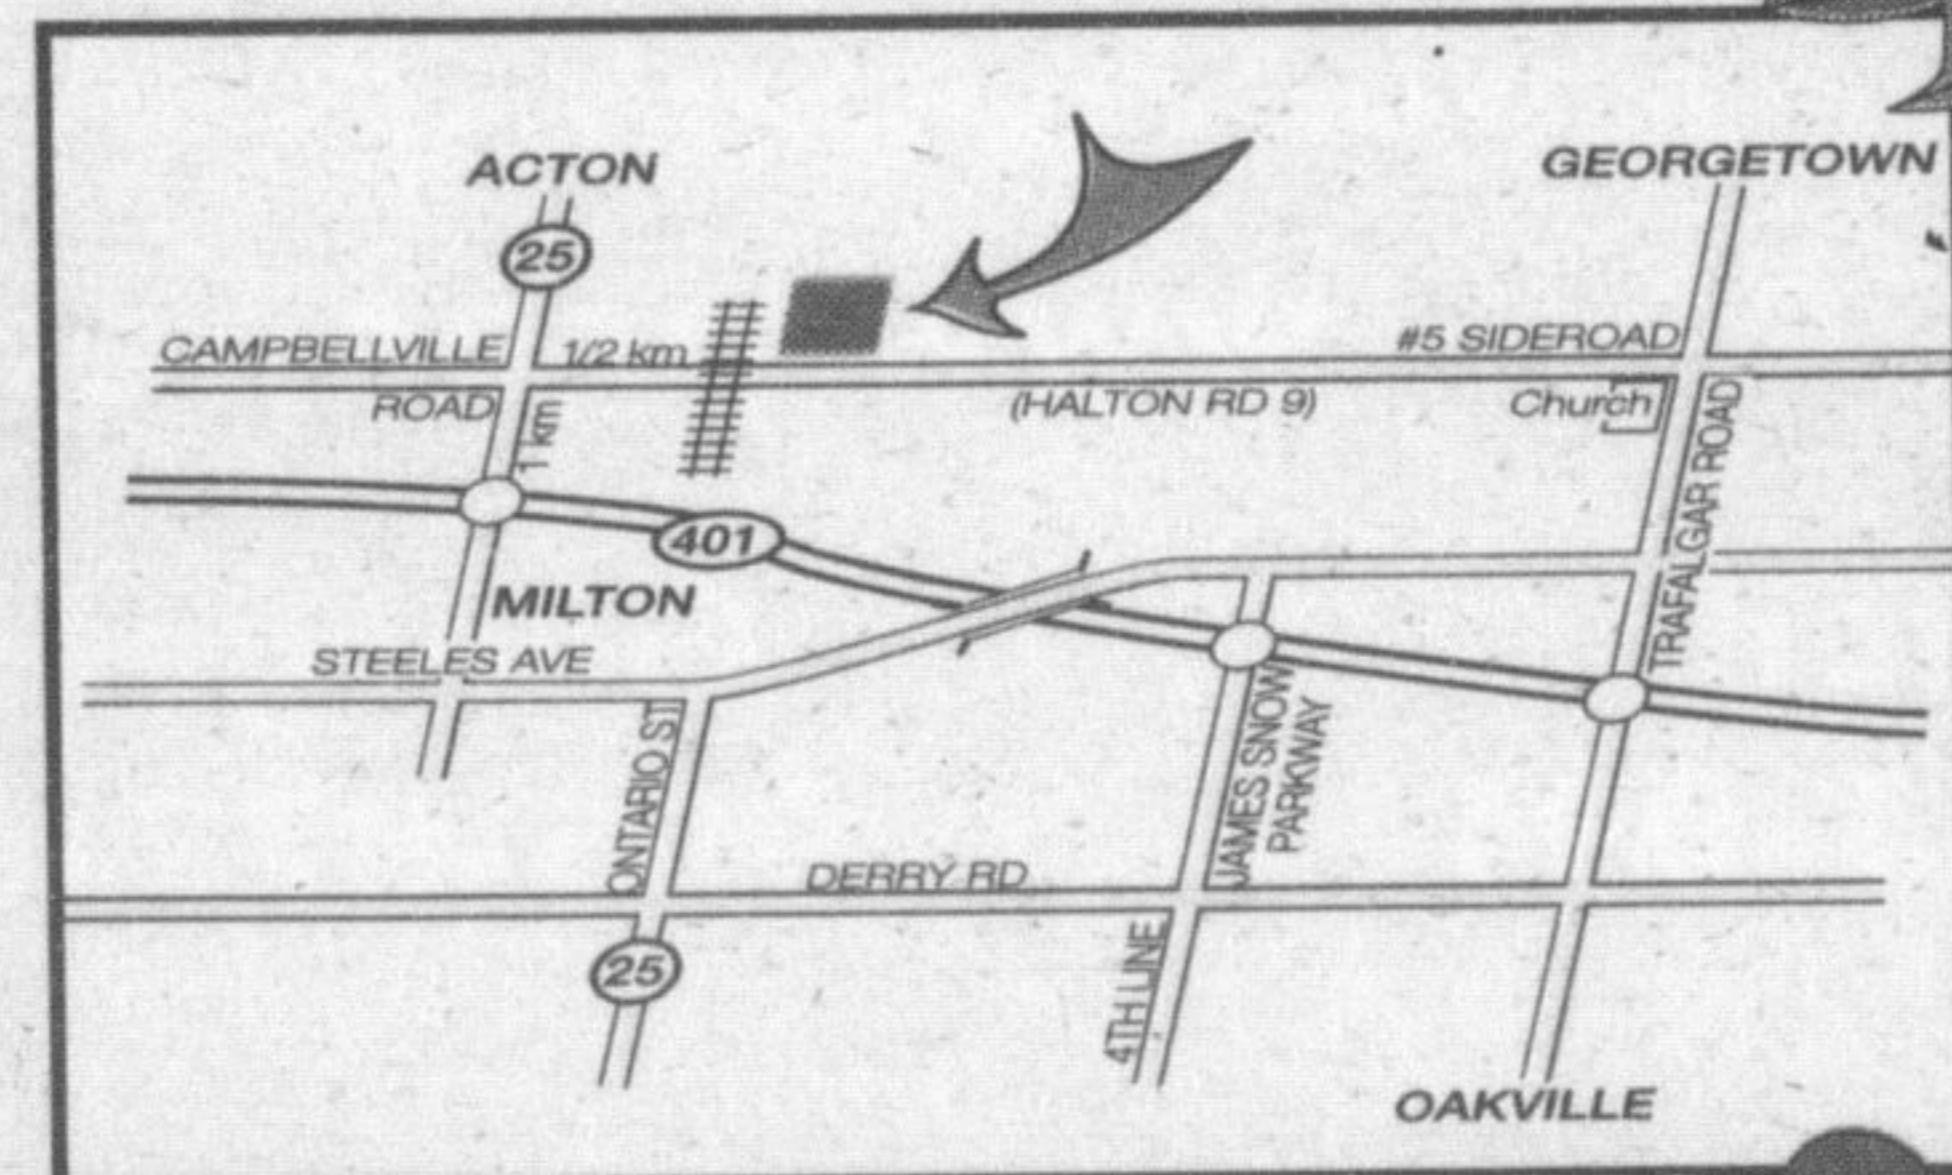 ACTON
GEORGETOWN
25
CAMPBELLVILLE
1/2 km
#5 SIDEROAD
ROAD
1 km
(HALTON RD 9)
Church
TRAFALGAR ROAD
401
MILTON
STEELES AVE
ONTARIO ST
JAMES SNOW
PARKWAY
DERRY RD
25
4TH LINE
OAKVILLE